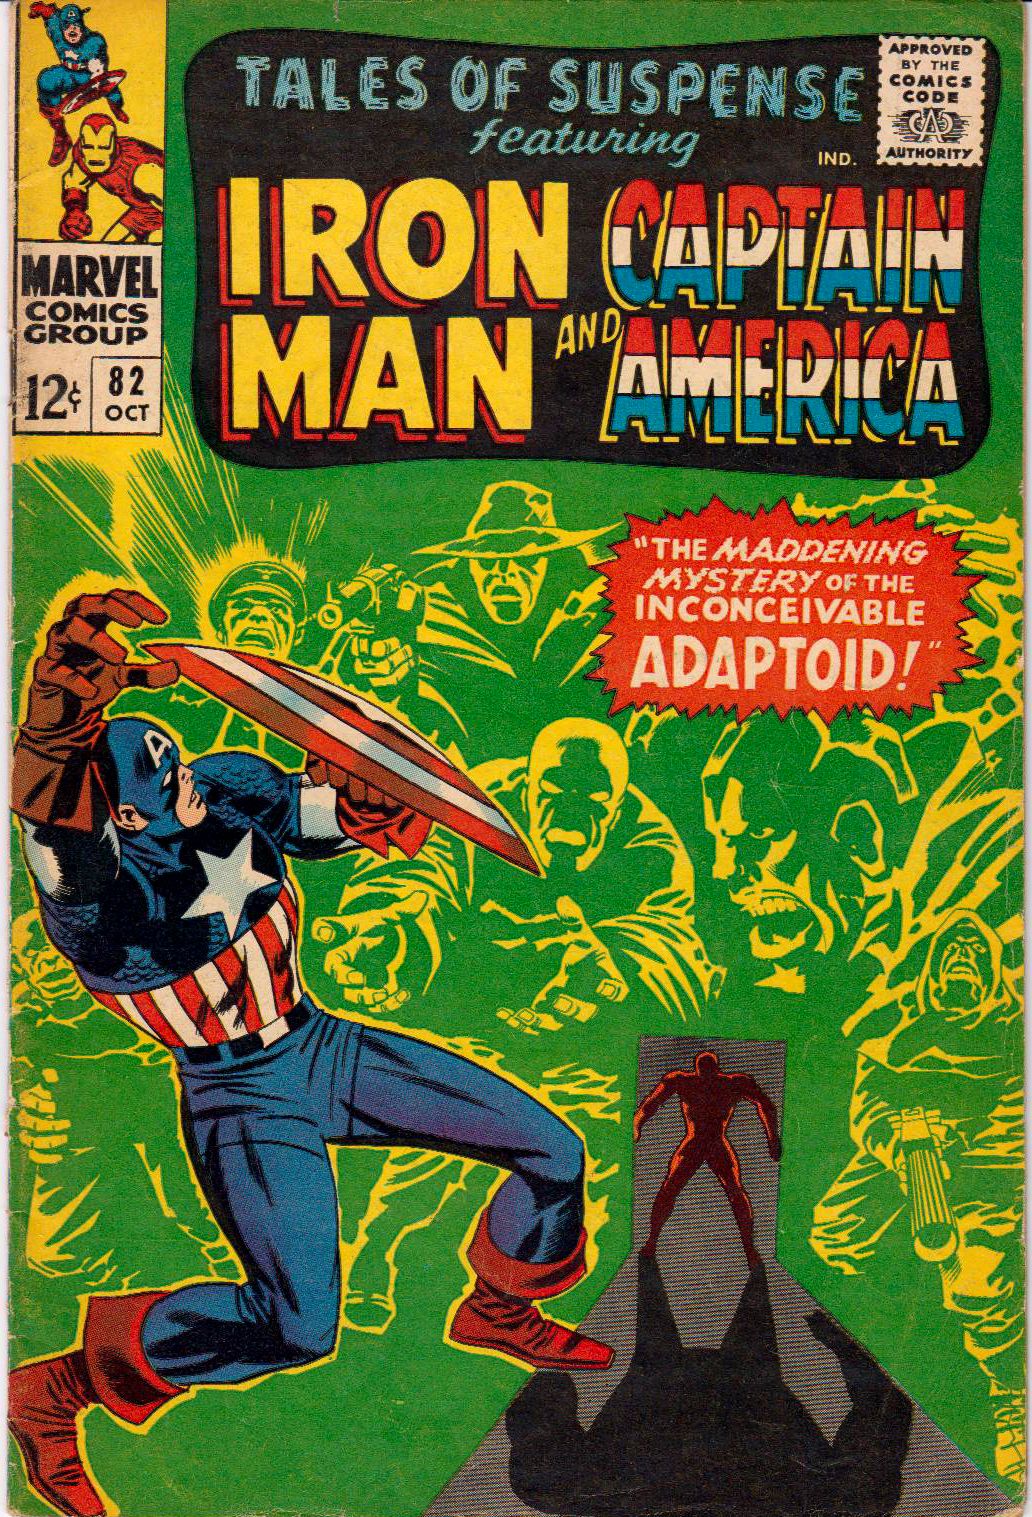 TALES OF SUSPENSE
featuring
IND.
APPROVED
BY THE
COMICS
CODE
CA
AUTHORITY
IRON
MAN
AND
CAPTAIN
AMERICA
MARVEL
COMICS
GROUP
12¢
82
OCT
"THE MADDENING
MYSTERY OF THE
INCONCEIVABLE
ADAPTOID!"
A